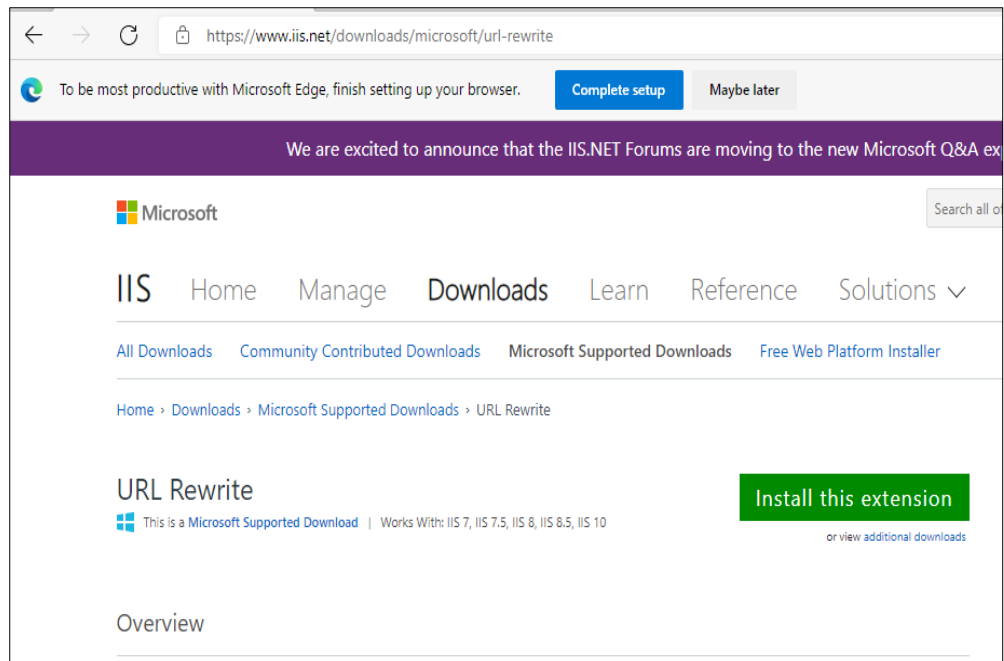 https://www.iis.net/downloads/microsoft/url-rewrite
To be most productive with Microsoft Edge, finish setting up your browser. Complete setup Maybe later
We are excited to announce that the IIS.NET Forums are moving to the new Microsoft Q&A
Microsoft Search all
IIS Home Manage Downloads Learn Reference Solutions
All Downloads Community Contributed Downloads Microsoft Supported Downloads Free Web Platform Installer
Home › Downloads › Microsoft Supported Downloads › URL Rewrite
URL Rewrite
Install this extension
This is a Microsoft Supported Download | Works With: IIS 7, IIS 7.5, IIS 8, IIS 8.5, IIS 10
or view additional downloads
Overview